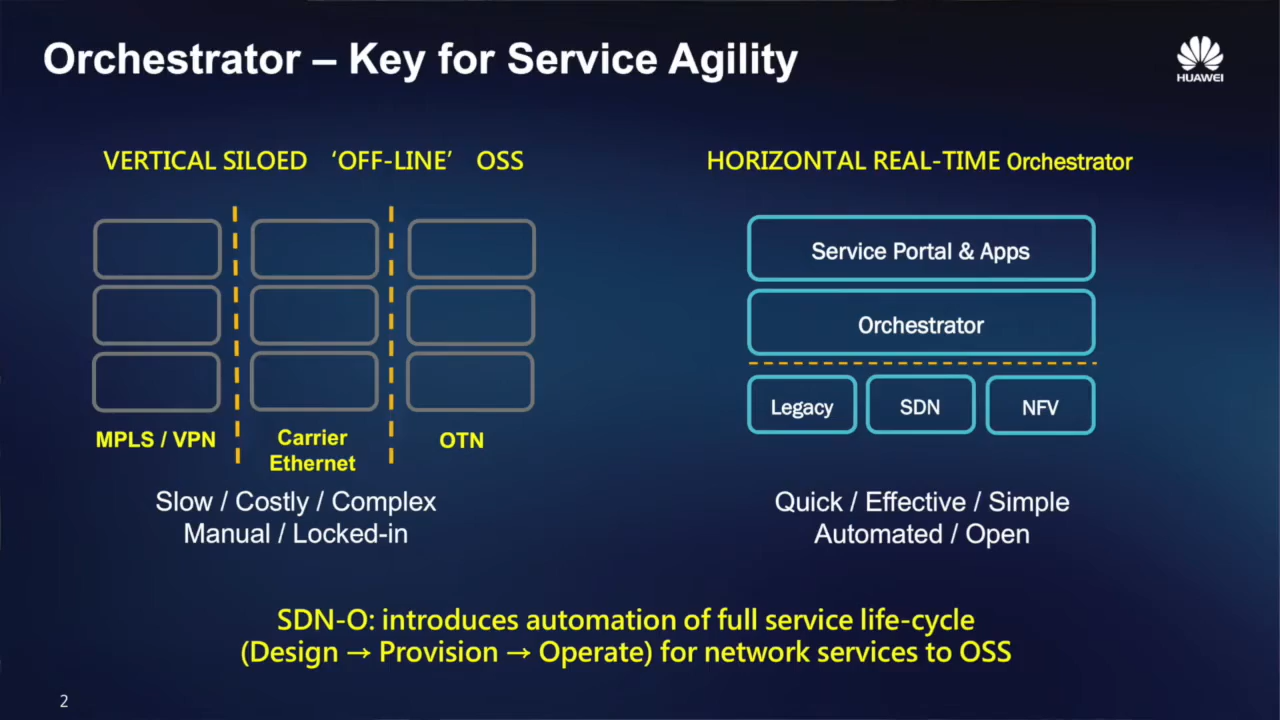 Orchestrator – Key for Service Agility
HUAWEI
VERTICAL SILOED ‘OFF-LINE’ OSS
MPLS / VPN
Carrier
Ethernet
OTN
Slow / Costly / Complex
Manual / Locked-in
HORIZONTAL REAL-TIME Orchestrator
Service Portal & Apps
Orchestrator
Legacy
SDN
NFV
Quick / Effective / Simple
Automated / Open
SDN-O: introduces automation of full service life-cycle
(Design → Provision → Operate) for network services to OSS
2